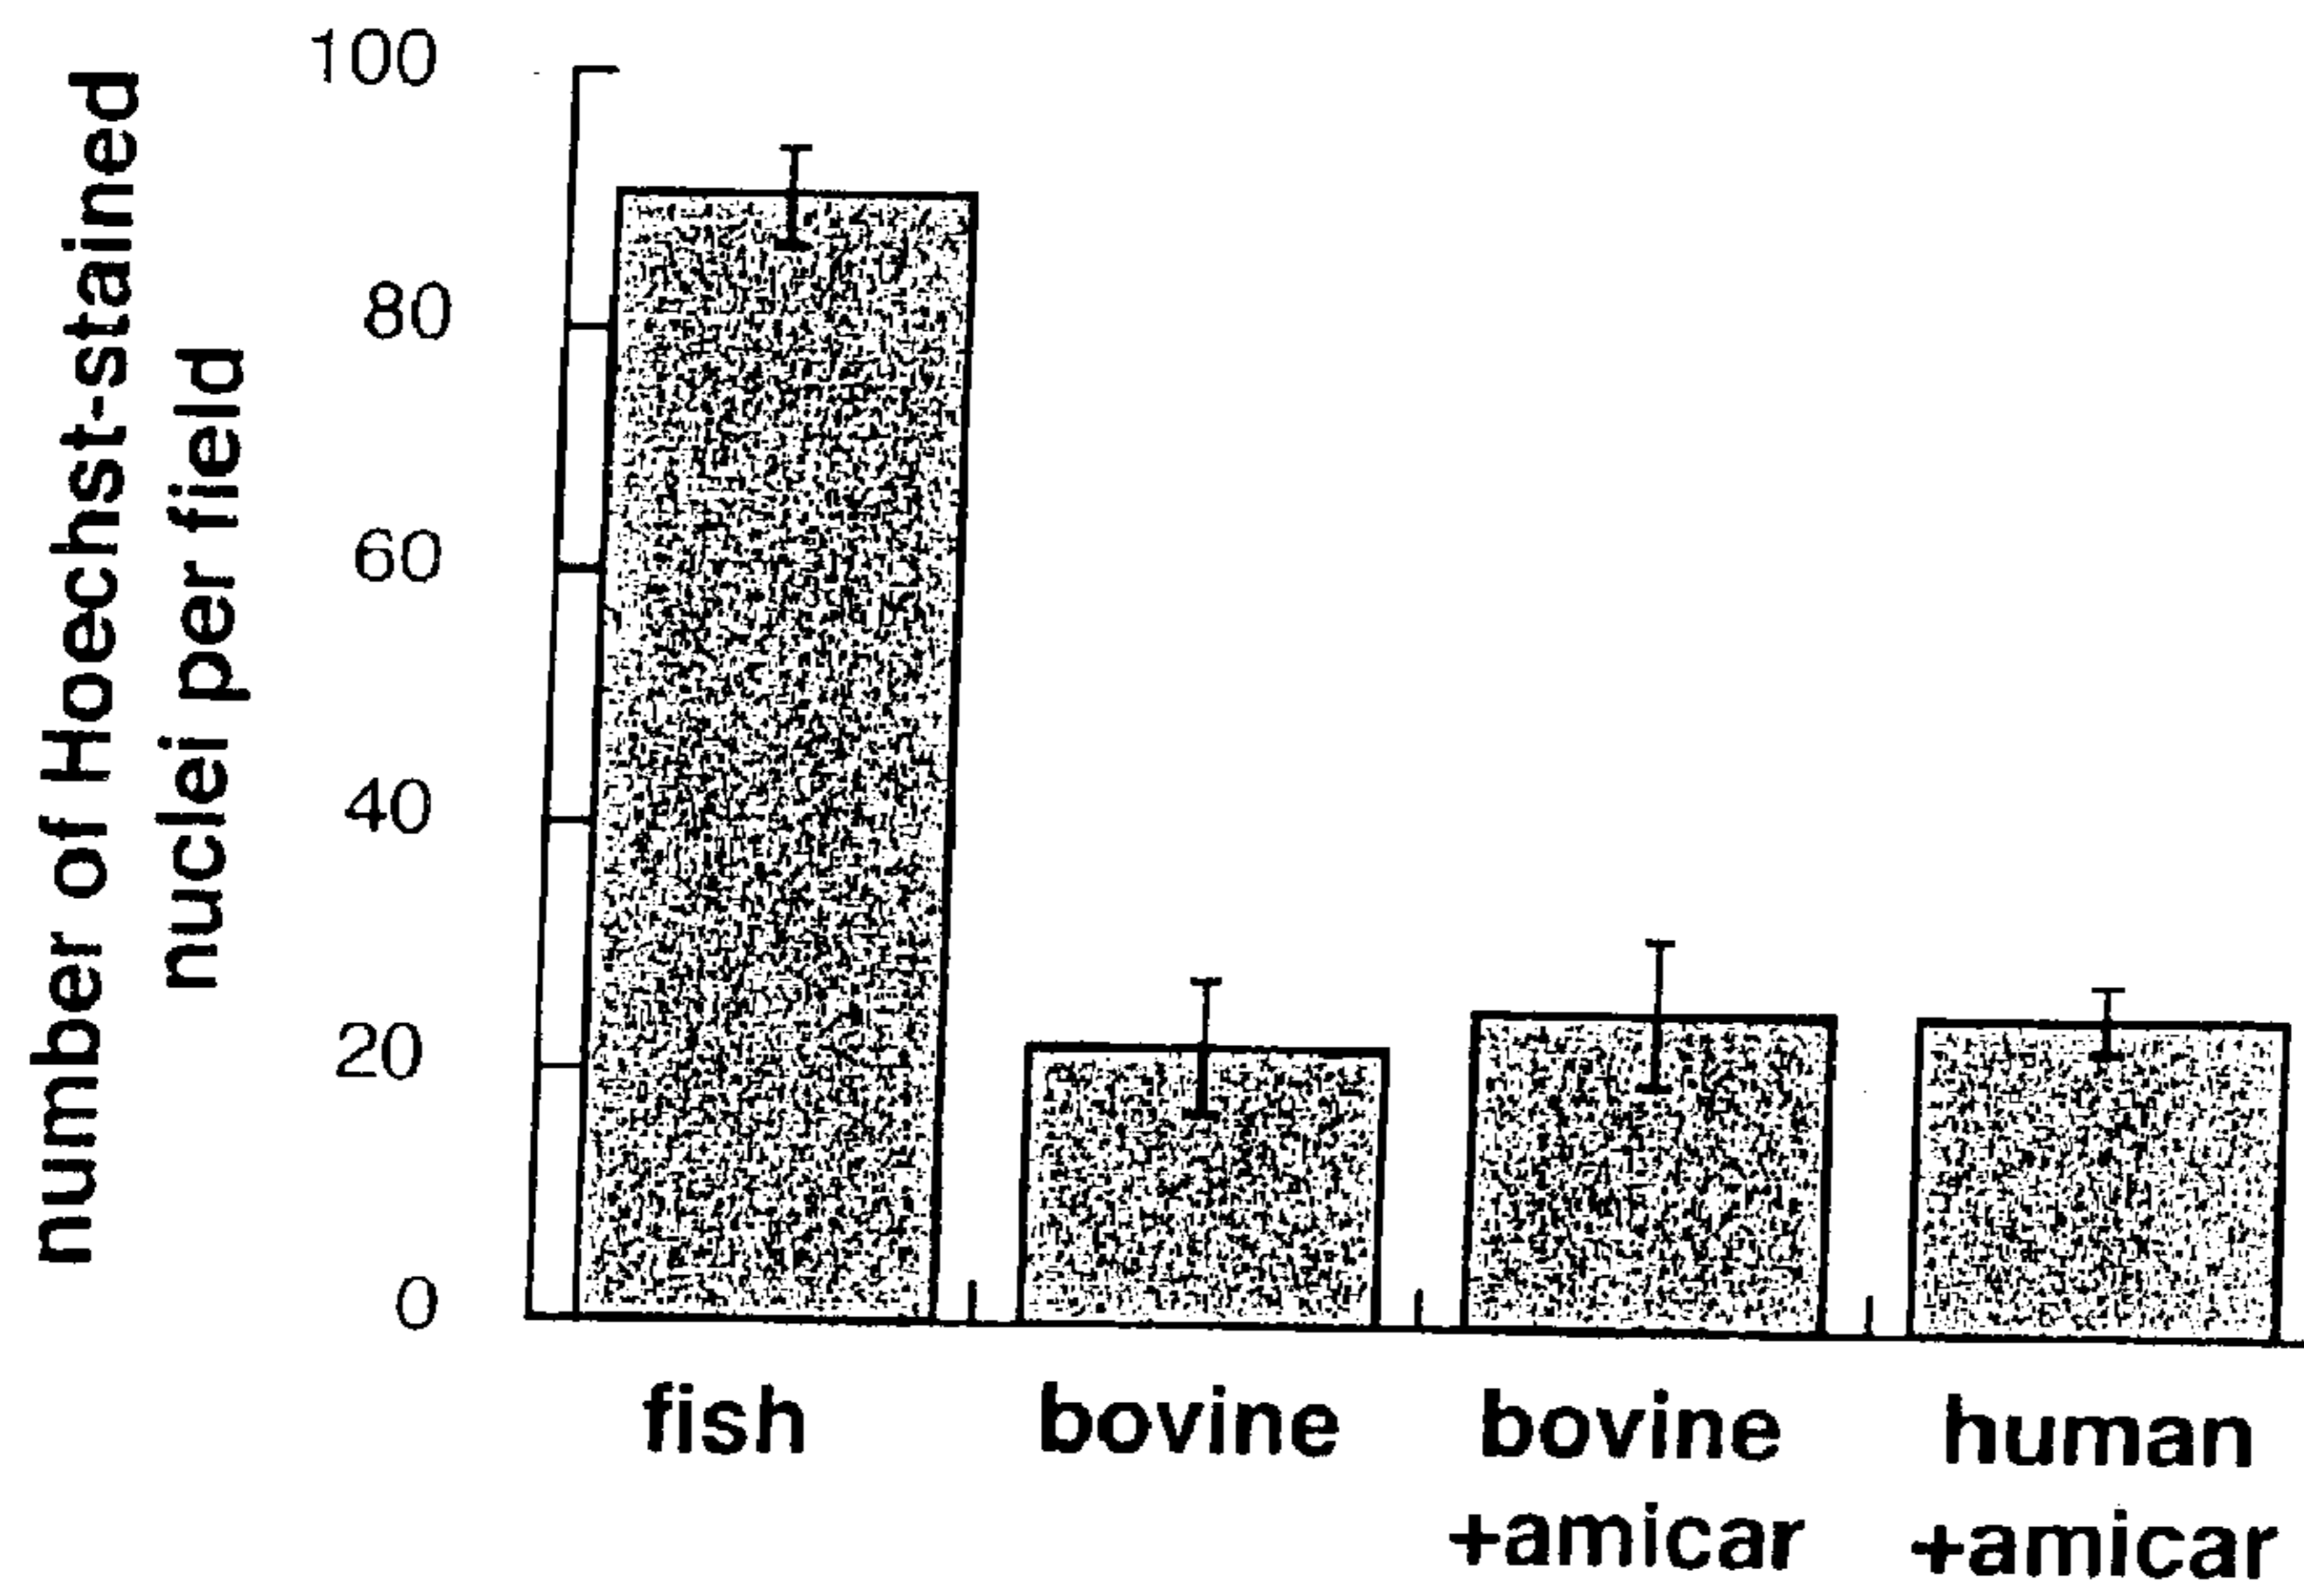 number of Hoechst-stained
nuclei per field
100
80
60
40
20
0
fish
bovine
bovine
+amicar
human
+amicar